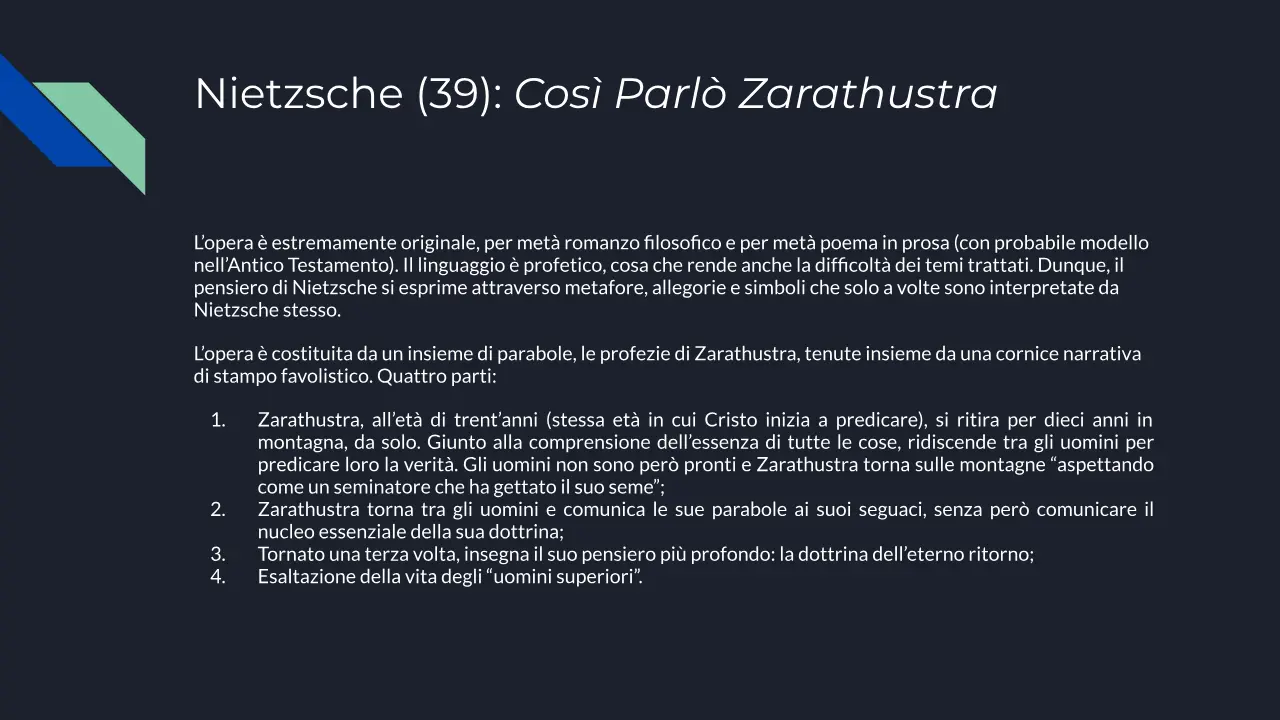 Nietzsche (39): Così Parlò Zarathustra
L’opera è estremamente originale, per metà romanzo filosofico e per metà poema in prosa (con probabile modello
nell’Antico Testamento). Il linguaggio è profetico, cosa che rende anche la difficoltà dei temi trattati. Dunque, il
pensiero di Nietzsche si esprime attraverso metafore, allegorie e simboli che solo a volte sono interpretate da
Nietzsche stesso.
L’opera è costituita da un insieme di parabole, le profezie di Zarathustra, tenute insieme da una cornice narrativa
di stampo favolistico. Quattro parti:
1. Zarathustra, all’età di trent’anni (stessa età in cui Cristo inizia a predicare), si ritira per dieci anni in
montagna, da solo. Giunto alla comprensione dell’essenza di tutte le cose, ridiscende tra gli uomini per
predicare loro la verità. Gli uomini non sono però pronti e Zarathustra torna sulle montagne “aspettando
come un seminatore che ha gettato il suo seme”;
2. Zarathustra torna tra gli uomini e comunica le sue parabole ai suoi seguaci, senza però comunicare il
nucleo essenziale della sua dottrina;
3. Tornato una terza volta, insegna il suo pensiero più profondo: la dottrina dell’eterno ritorno;
4. Esaltazione della vita degli “uomini superiori”.